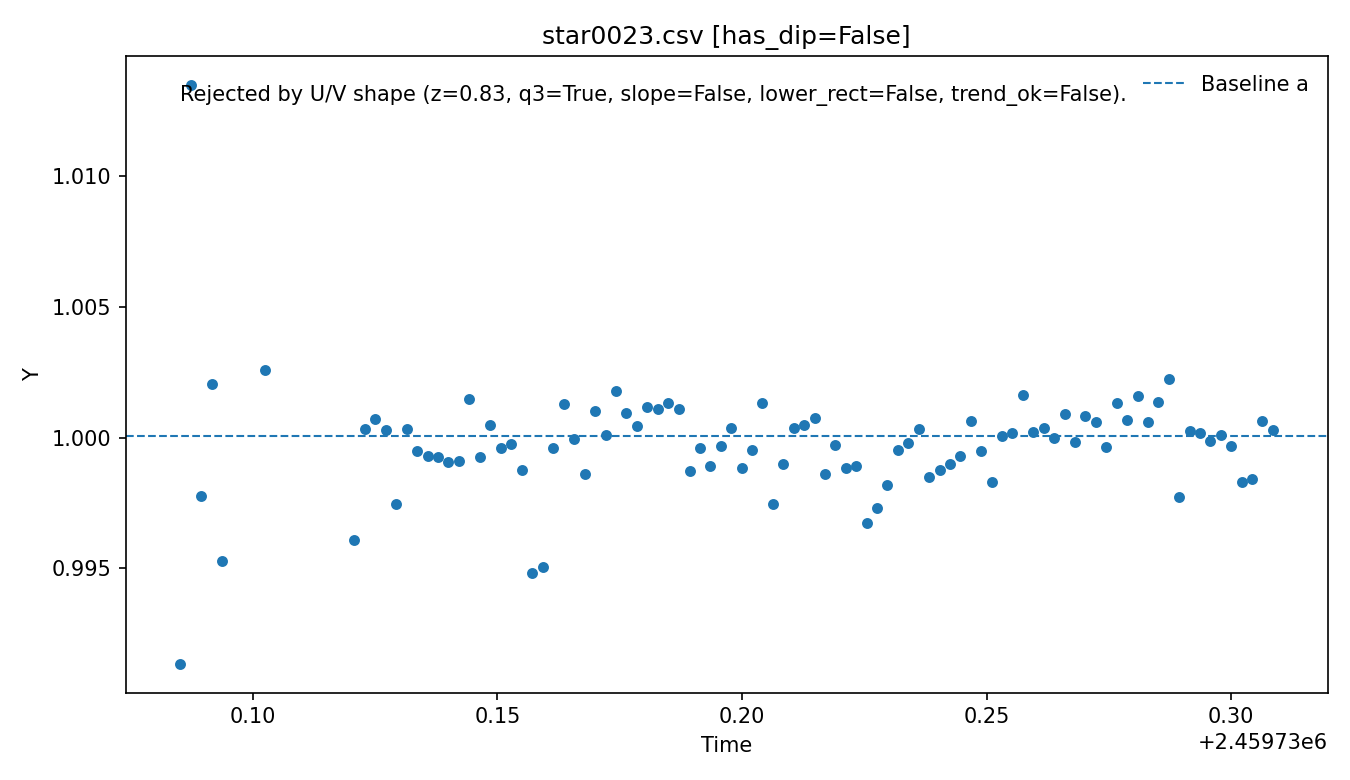 star0023.csv [has_dip=False]
Rejected by U/V shape (z=0.83, q3=True, slope=False, lower_rect=False, trend_ok=False).
Baseline a
1.010
1.005
1.000
0.995
Y
0.10
0.15
0.20
0.25
0.30
Time
+2.45973e6